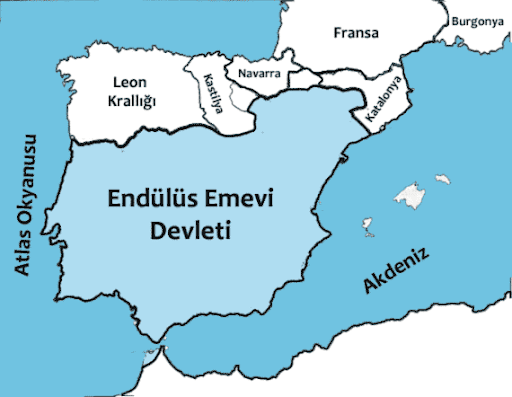 Burgonya
Fransa
Navarra
Leon
Krallığı
Kastilya
Katalonya
Endülüs Emevi
Devleti
Atlas Okyanusu
Akdeniz